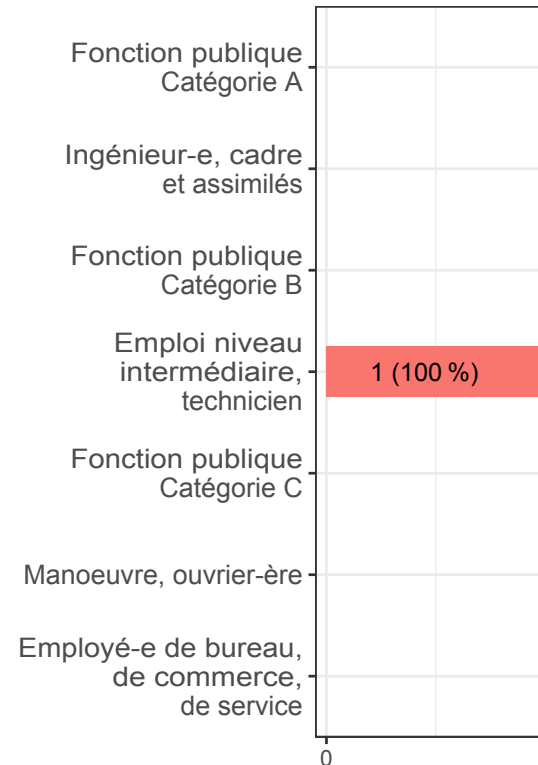 Fonction publique
Catégorie A
Ingénieur-e, cadre
et assimilés
Fonction publique
Catégorie B
Emploi niveau
intermédiaire,
technicien
1 (100 %)
Fonction publique
Catégorie C
Manoeuvre, ouvrier-ère
Employé-e de bureau,
de commerce,
de service
0